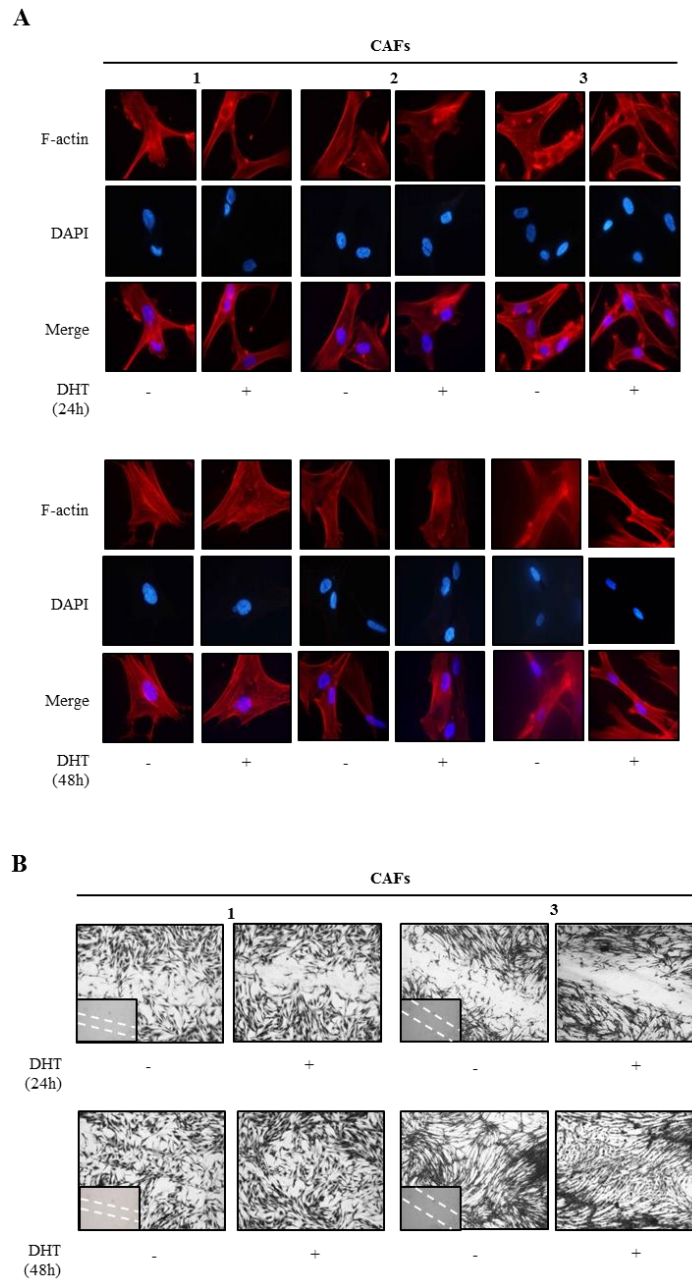 A
CAFs
1 2 3
F-actin
DAPI
Merge
DHT
(24h)
- + - + - +
F-actin
DAPI
Merge
DHT
(48h)
- + - + - +
B
CAFs
1 3
DHT
(24h)
- + - +
DHT
(48h)
- + - +